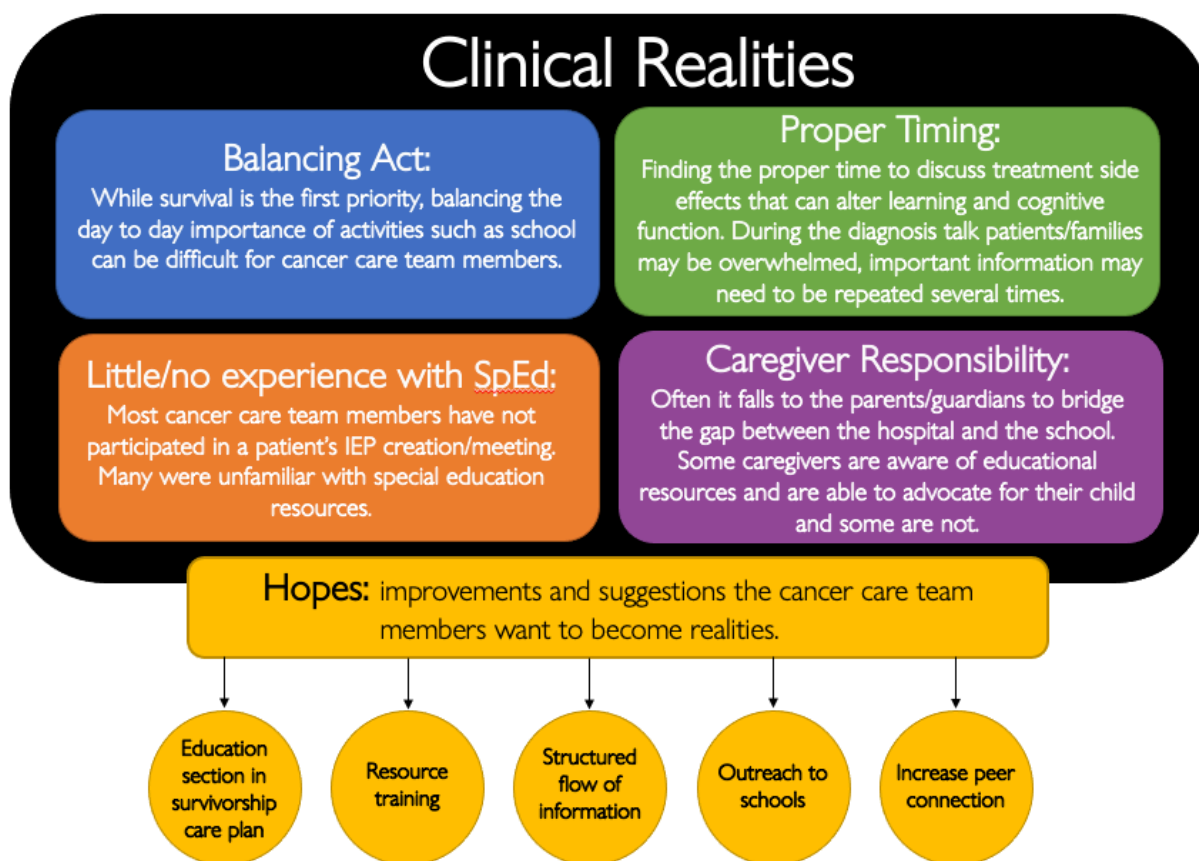 Clinical Realities
Balancing Act:
While survival is the first priority, balancing the
day to day importance of activities such as school
can be difficult for cancer care team members.
Proper Timing:
Finding the proper time to discuss treatment side
effects that can alter learning and cognitive
function. During the diagnosis talk patients/families
may be overwhelmed, important information may
need to be repeated several times.
Little/no experience with SpEd:
Most cancer care team members have not
participated in a patient's IEP creation/meeting.
Many were unfamiliar with special education
resources.
Caregiver Responsibility:
Often it falls to the parents/guardians to bridge
the gap between the hospital and the school.
Some caregivers are aware of educational
resources and are able to advocate for their child
and some are not.
Hopes: improvements and suggestions the cancer care team
members want to become realities.
Education
section in
survivorship
care plan
Resource
training
Structured
flow of
information
Outreach to
schools
Increase peer
connection